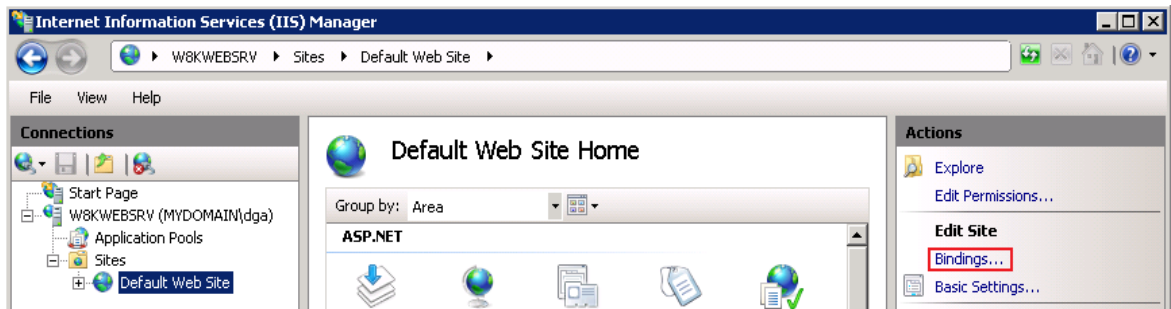 Internet Information Services (IIS) Manager
W8KWEBSRV
Sites
Default Web Site
File View Help
Connections
Start Page
W8KWEBSRV (MYDOMAIN\dga)
Application Pools
Sites
Default Web Site
Default Web Site Home
Group by: Area
ASP.NET
Actions
Explore
Edit Permissions...
Edit Site
Bindings...
Basic Settings...